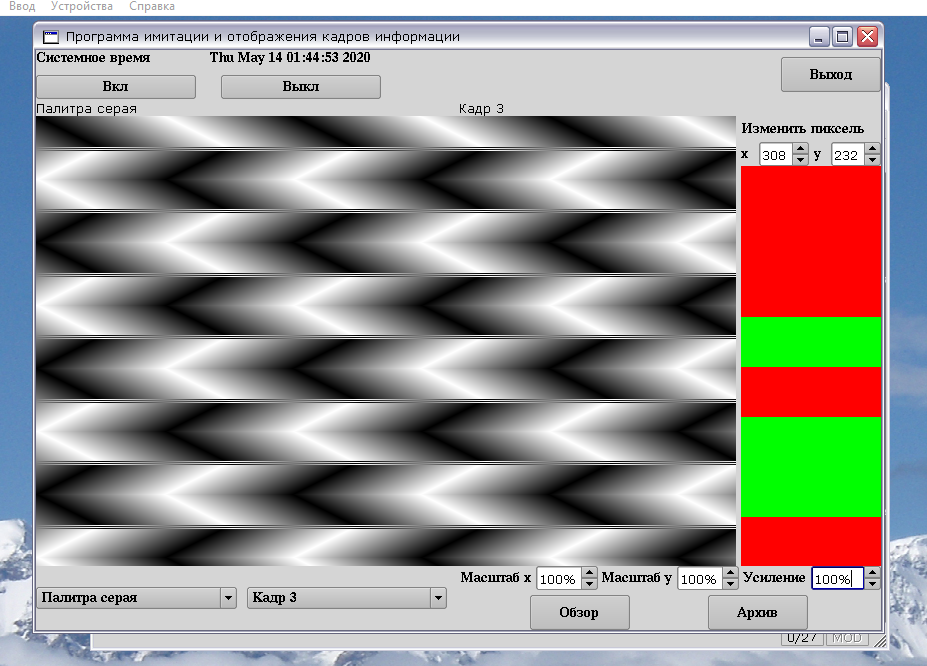 Ввод Устройства Справка
Программа имитации и отображения кадров информации
Системное время Thu May 14 01:44:53 2020
Вкл Выкл Выход
Палитра серая Кадр 3
Изменить пиксель
x 308 y 232
Масштаб x 100% Масштаб y 100% Усиление 100%
Палитра серая Кадр 3
Обзор Архив
0/27 MOD